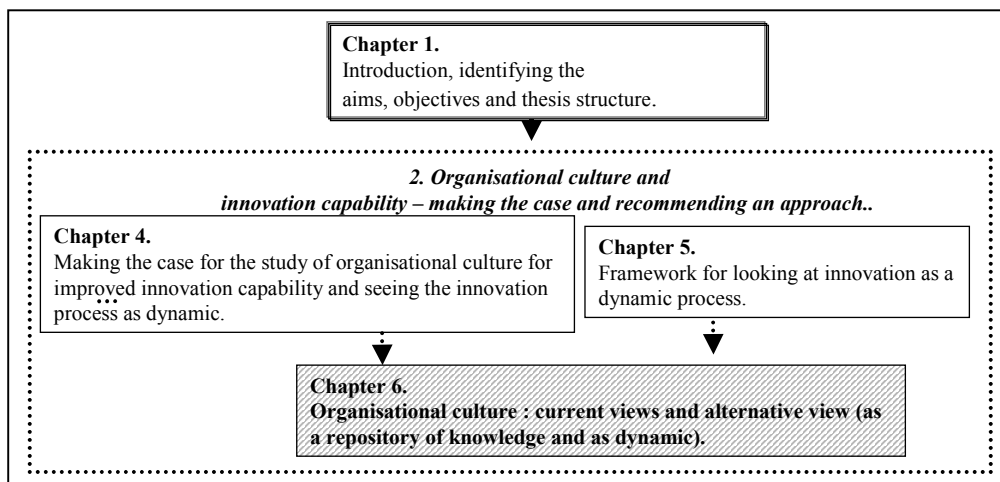 Chapter 1.
Introduction, identifying the
aims, objectives and thesis structure.
2. Organisational culture and
innovation capability – making the case and recommending an approach..
Chapter 4.
Making the case for the study of organisational culture for
improved innovation capability and seeing the innovation
process as dynamic.
Chapter 5.
Framework for looking at innovation as a
dynamic process.
Chapter 6.
Organisational culture : current views and alternative view (as
a repository of knowledge and as dynamic).